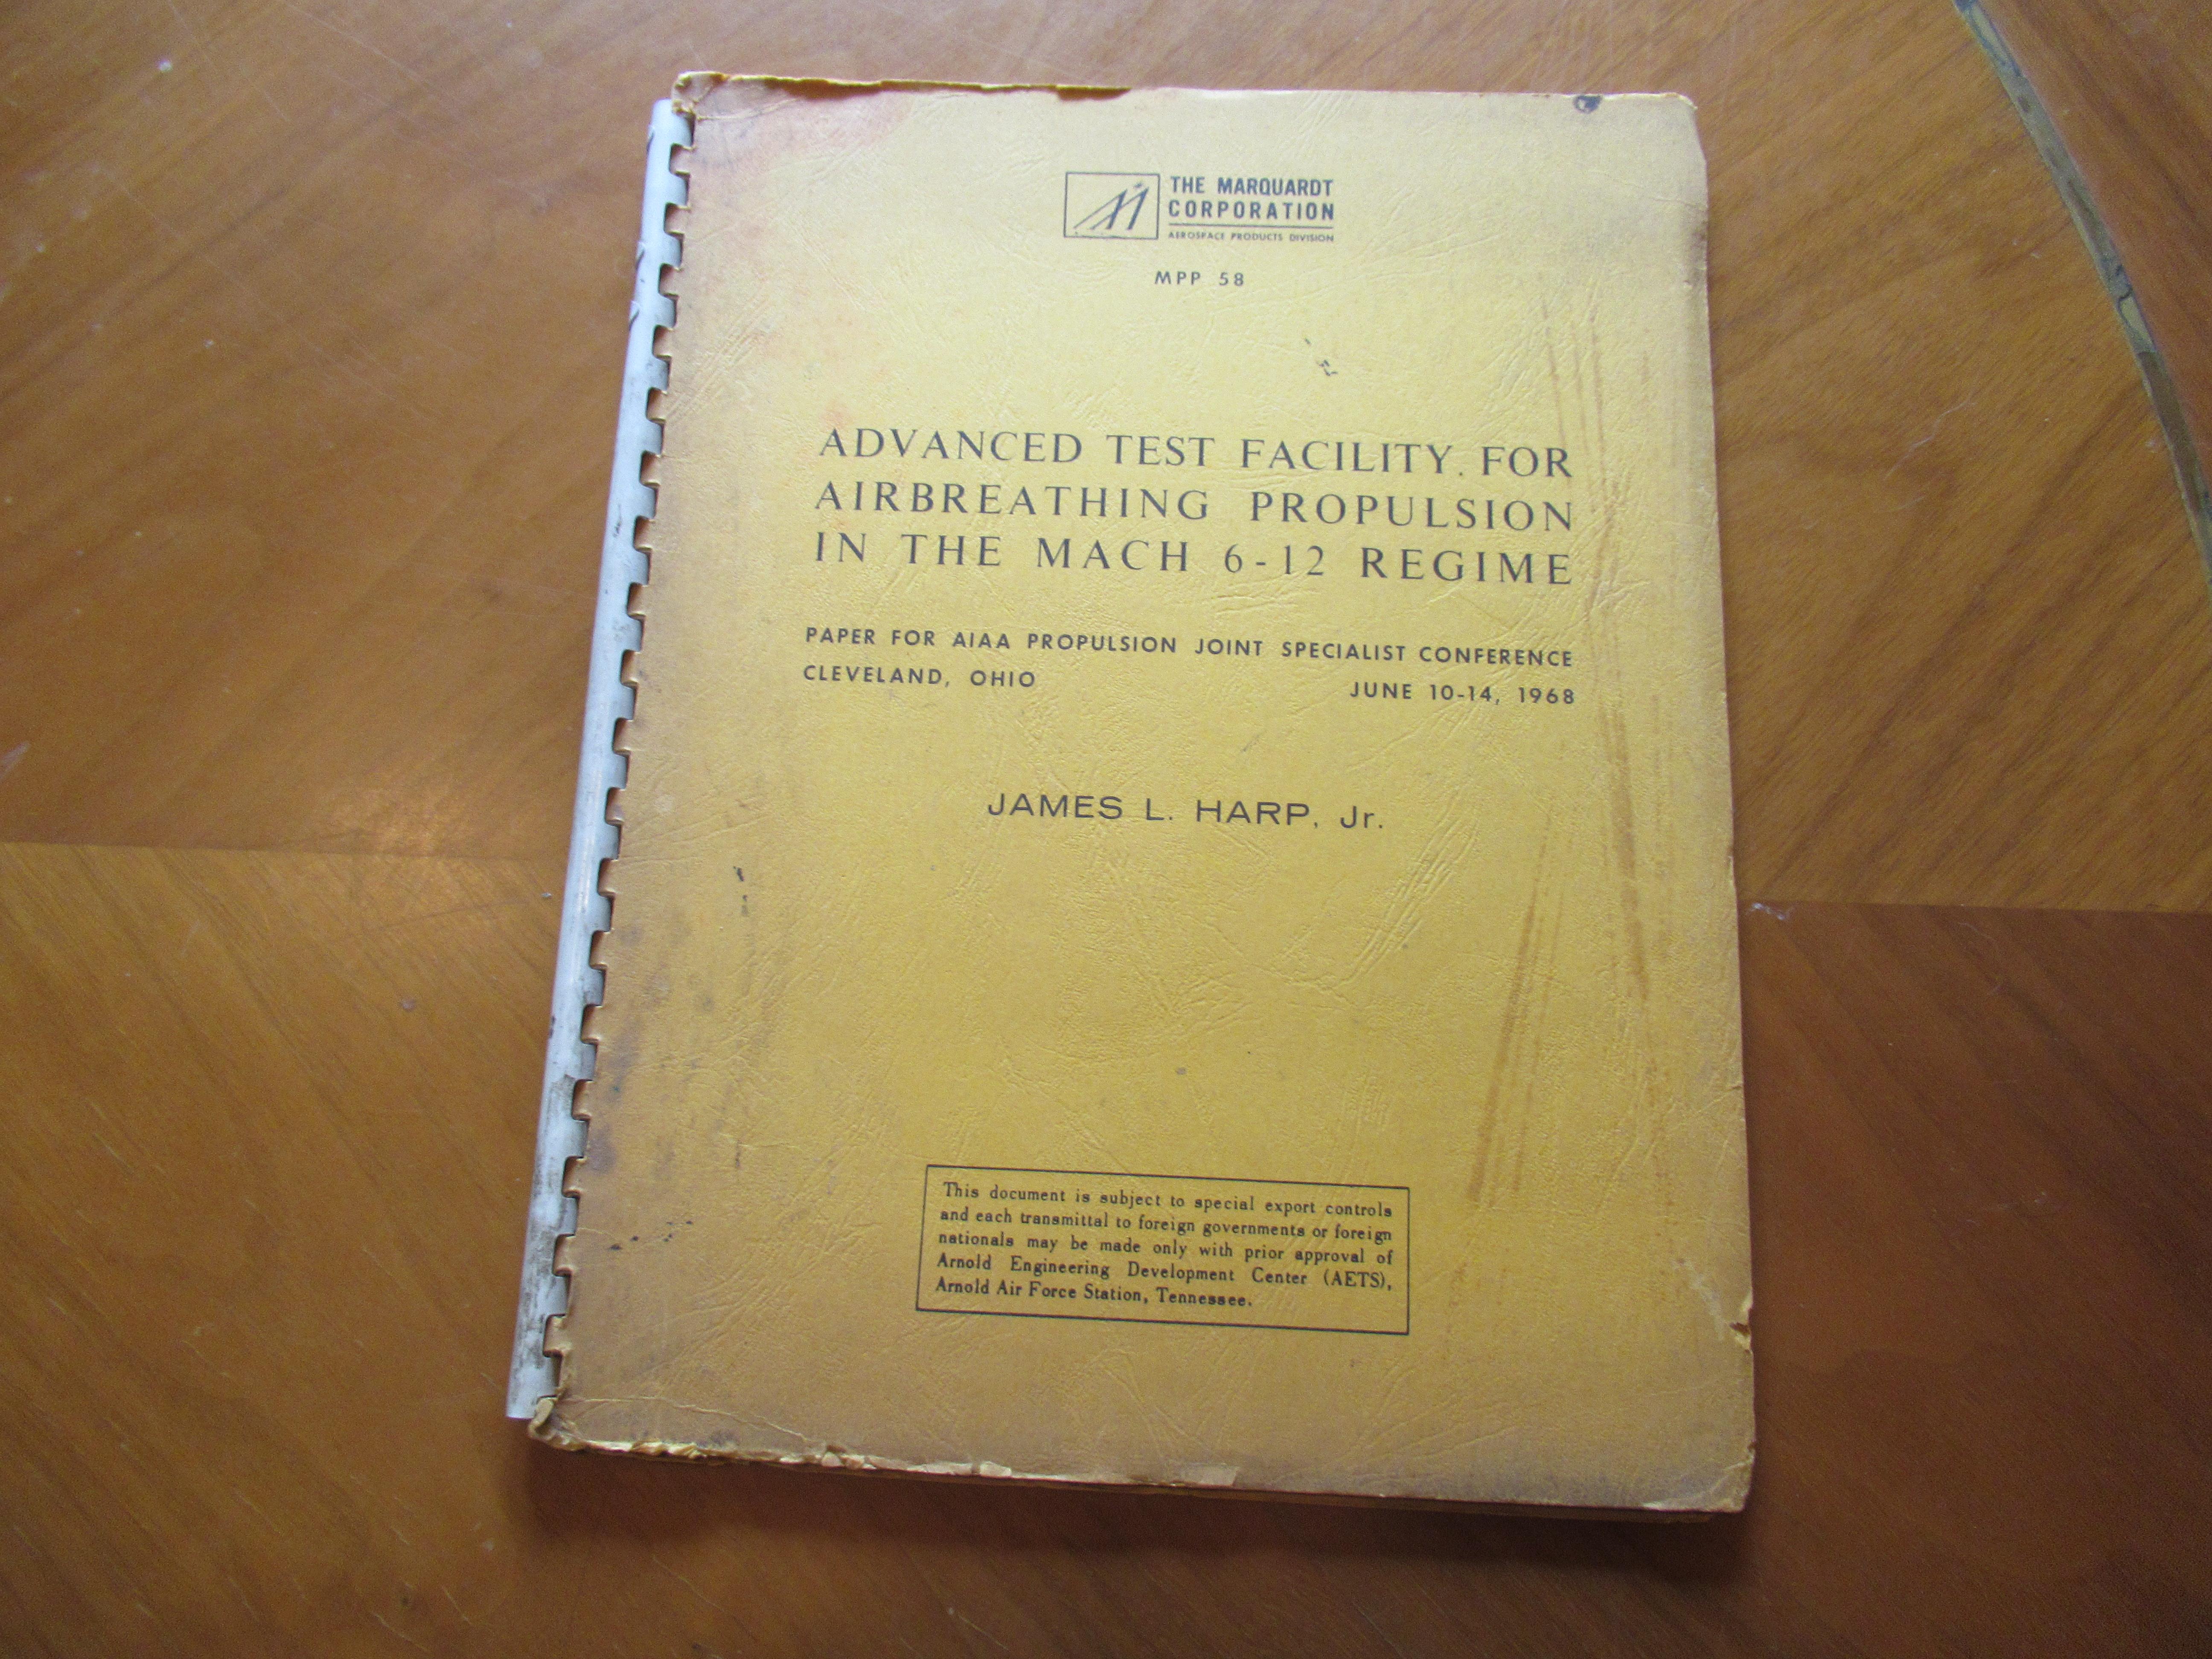 THE MARQUARDT
CORPORATION
AEROSPACE PRODUCTS DIVISION
MPP 58
ADVANCED TEST FACILITY FOR
AIRBREATHING PROPULSION
IN THE MACH 6-12 REGIME
PAPER FOR AIAA PROPULSION JOINT SPECIALIST CONFERENCE
CLEVELAND, OHIO JUNE 10-14, 1968
JAMES L. HARP, Jr.
This document is subject to special export controls
and each transmittal to foreign governments or foreign
nationals may be made only with prior approval of
Arnold Engineering Development Center (AETS),
Arnold Air Force Station, Tennessee.